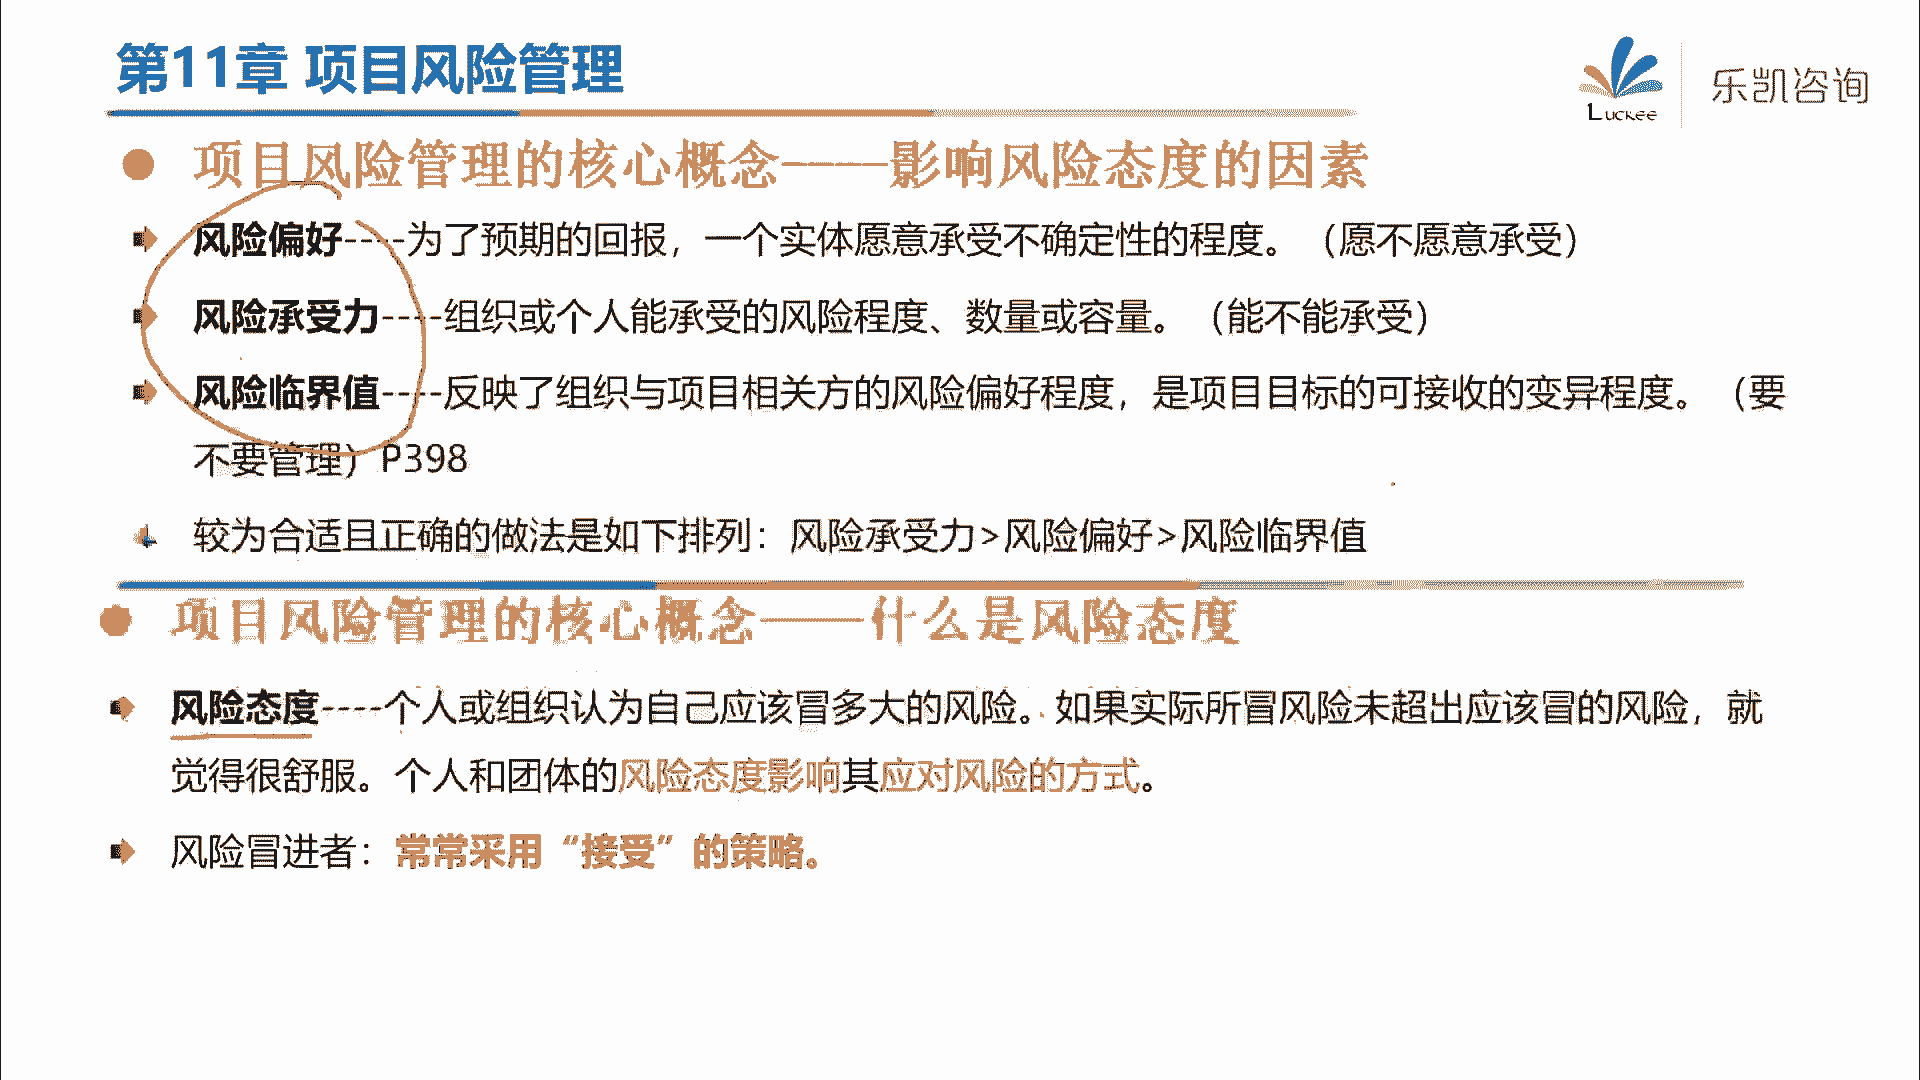 第11章 项目风险管理
Luckee
乐凯咨询
项目风险管理的核心概念----影响风险态度的因素
风险偏好----为了预期的回报，一个实体愿意承受不确定性的程度。（愿不愿意承受）
风险承受力----组织或个人能承受的风险程度、数量或容量。（能不能承受）
风险临界值----反映了组织与项目相关方的风险偏好程度，是项目目标的可接收的变异程度。（要
不要管理）P398
较为合适且正确的做法是如下排列：风险承受力>风险偏好>风险临界值
项目风险管理的核心概念——什么是风险态度
风险态度----个人或组织认为自己应该冒多大的风险。如果实际所冒风险未超出应该冒的风险，就
觉得很舒服。个人和团体的风险态度影响其应对风险的方式。
风险冒进者：常常采用“接受”的策略。